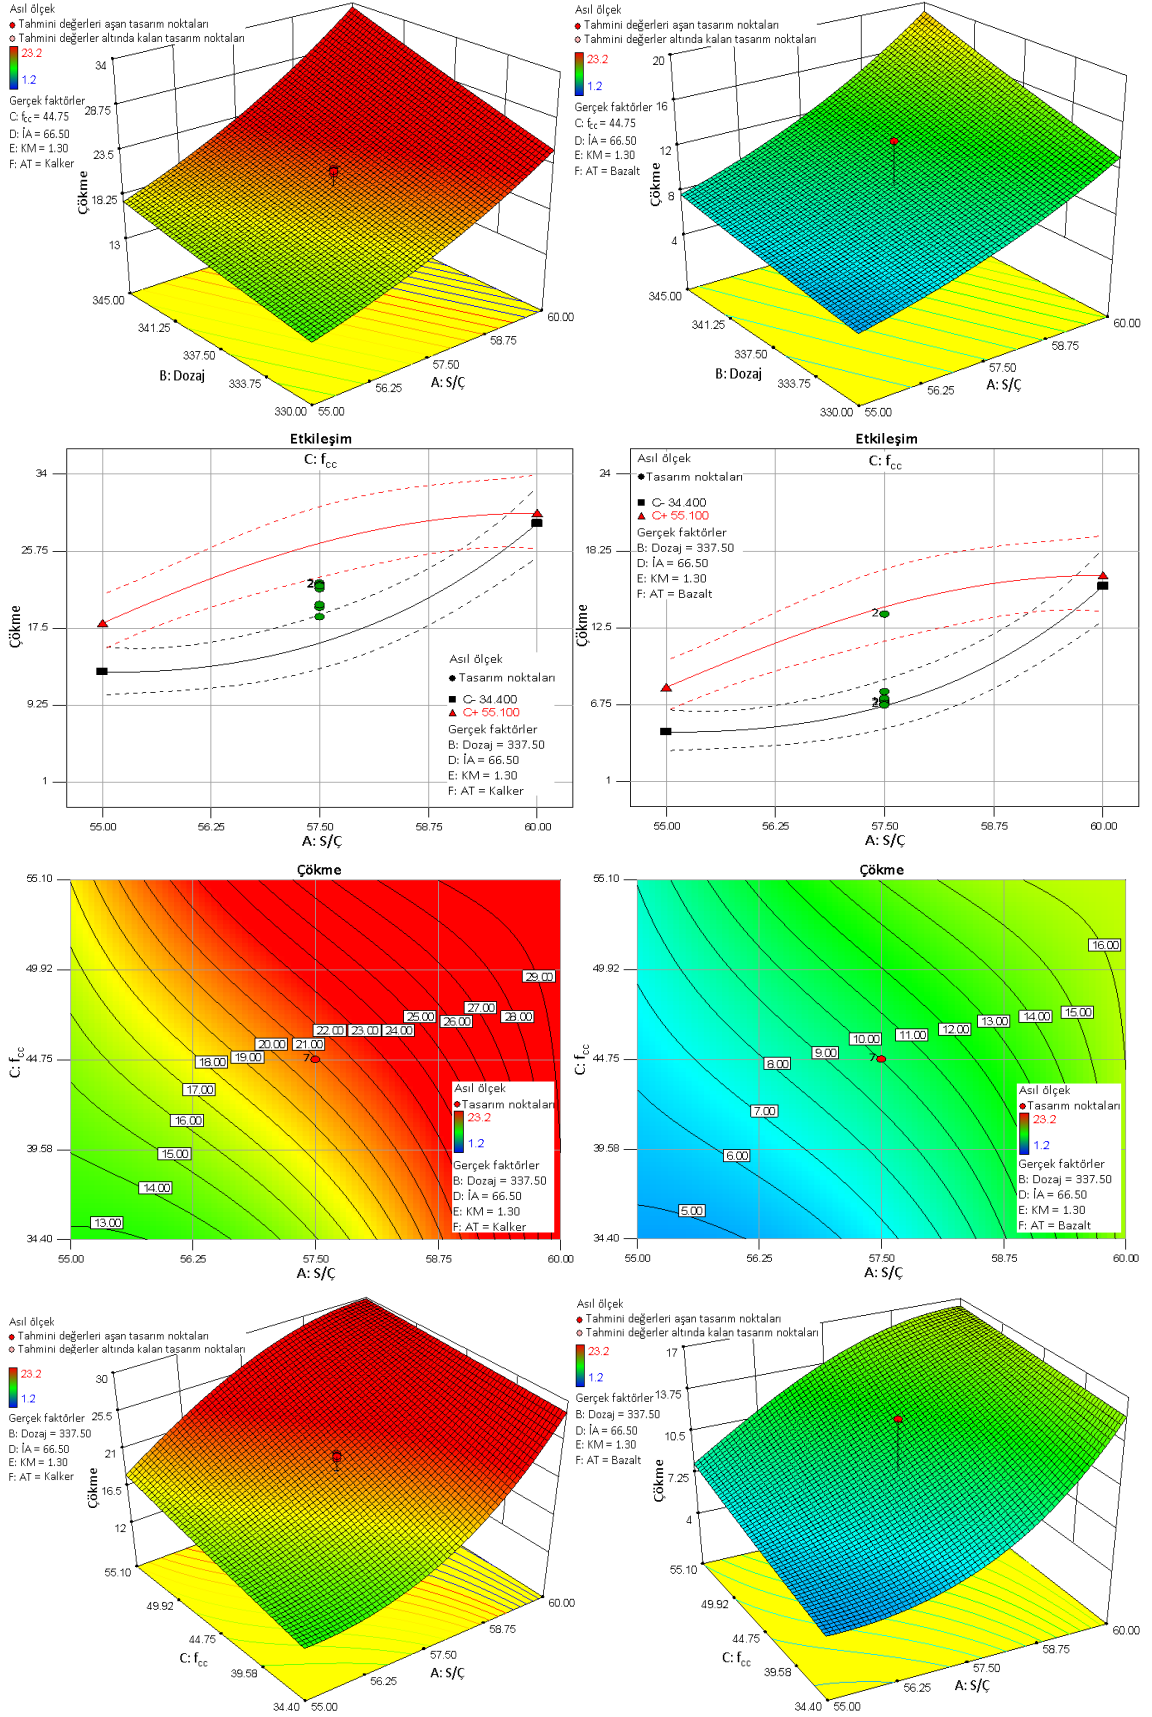 Asıl ölçek
Tahmini değerleri aşan tasarım noktaları
Tahmini değerler altında kalan tasarım noktaları
23.2
1.2
Gerçek faktörler
C: fcc = 44.75
D: İA = 66.50
E: KM = 1.30
F: AT = Kalker
34
28.75
23.5
18.25
13
Çökme
345.00
341.25
337.50
333.75
330.00
B: Dozaj
55.00
56.25
57.50
58.75
60.00
A: S/Ç
Asıl ölçek
Tahmini değerleri aşan tasarım noktaları
Tahmini değerler altında kalan tasarım noktaları
23.2
1.2
Gerçek faktörler
C: fcc = 44.75
D: İA = 66.50
E: KM = 1.30
F: AT = Bazalt
20
16
12
8
4
Çökme
345.00
341.25
337.50
333.75
330.00
B: Dozaj
55.00
56.25
57.50
58.75
60.00
A: S/Ç
Etkileşim
C: fcc
34
25.75
17.5
9.25
1
Çökme
2
Asıl ölçek
Tasarım noktaları
C- 34.400
C+ 55.100
Gerçek faktörler
B: Dozaj = 337.50
D: İA = 66.50
E: KM = 1.30
F: AT = Kalker
55.00
56.25
57.50
58.75
60.00
A: S/Ç
Etkileşim
C: fcc
Asıl ölçek
Tasarım noktaları
C- 34.400
C+ 55.100
Gerçek faktörler
B: Dozaj = 337.50
D: İA = 66.50
E: KM = 1.30
F: AT = Bazalt
24
18.25
12.5
6.75
1
Çökme
2
2
55.00
56.25
57.50
58.75
60.00
A: S/Ç
Çökme
55.10
49.92
44.75
39.58
34.40
C: fcc
29.00
28.00
27.00
26.00
25.00
24.00
23.00
22.00
21.00
20.00
19.00
18.00
17.00
16.00
15.00
14.00
13.00
7
Asıl ölçek
Tasarım noktaları
23.2
1.2
Gerçek faktörler
B: Dozaj = 337.50
D: İA = 66.50
E: KM = 1.30
F: AT = Kalker
55.00
56.25
57.50
58.75
60.00
A: S/Ç
Çökme
55.10
49.92
44.75
39.58
34.40
C: fcc
16.00
15.00
14.00
13.00
12.00
11.00
10.00
9.00
8.00
7.00
6.00
5.00
7
Asıl ölçek
Tasarım noktaları
23.2
1.2
Gerçek faktörler
B: Dozaj = 337.50
D: İA = 66.50
E: KM = 1.30
F: AT = Bazalt
55.00
56.25
57.50
58.75
60.00
A: S/Ç
Asıl ölçek
Tahmini değerleri aşan tasarım noktaları
Tahmini değerler altında kalan tasarım noktaları
23.2
1.2
Gerçek faktörler
B: Dozaj = 337.50
D: İA = 66.50
E: KM = 1.30
F: AT = Kalker
30
25.5
21
16.5
12
Çökme
55.10
49.92
44.75
39.58
34.40
C: fcc
55.00
56.25
57.50
58.75
60.00
A: S/Ç
Asıl ölçek
Tahmini değerleri aşan tasarım noktaları
Tahmini değerler altında kalan tasarım noktaları
23.2
1.2
Gerçek faktörler
B: Dozaj = 337.50
D: İA = 66.50
E: KM = 1.30
F: AT = Bazalt
17
13.75
10.5
7.25
4
Çökme
55.10
49.92
44.75
39.58
34.40
C: fcc
55.00
56.25
57.50
58.75
60.00
A: S/Ç